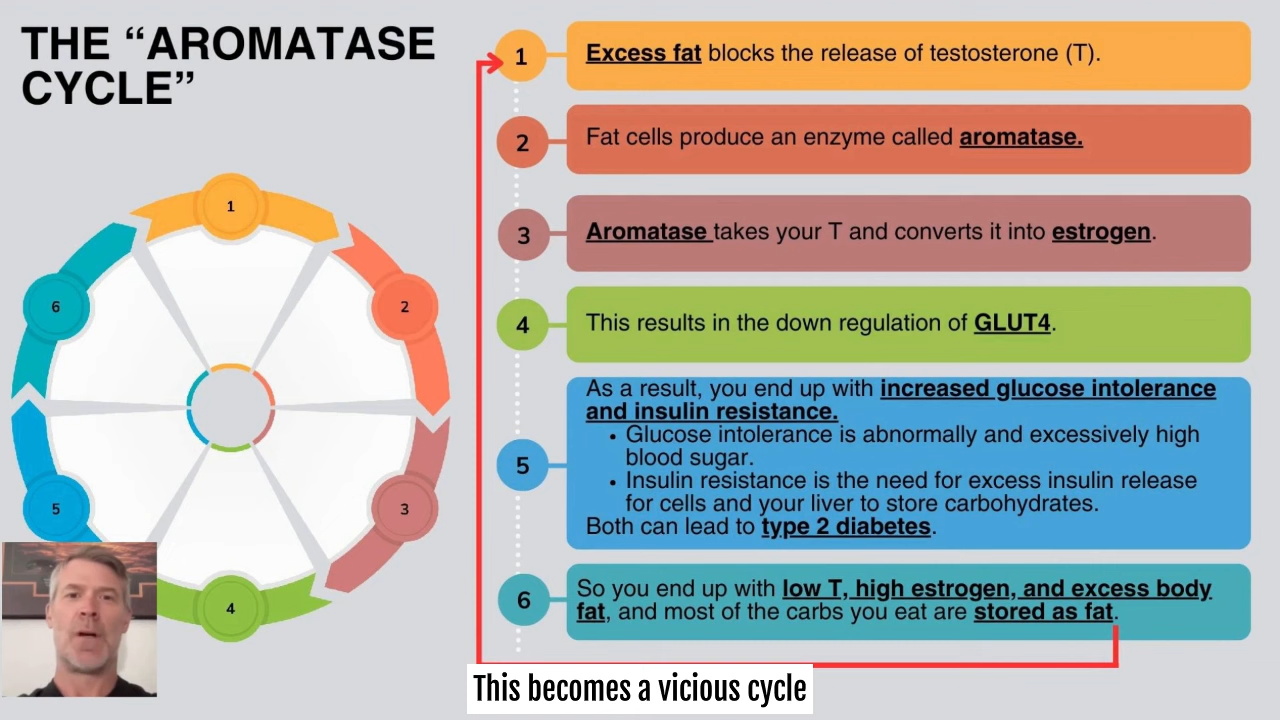 THE “AROMATASE
CYCLE”
1
2
3
4
5
6
1
Excess fat blocks the release of testosterone (T).
2
Fat cells produce an enzyme called aromatase.
3
Aromatase takes your T and converts it into estrogen.
4
This results in the down regulation of GLUT4.
5
As a result, you end up with increased glucose intolerance
and insulin resistance.
• Glucose intolerance is abnormally and excessively high
blood sugar.
• Insulin resistance is the need for excess insulin release
for cells and your liver to store carbohydrates.
Both can lead to type 2 diabetes.
6
So you end up with low T, high estrogen, and excess body
fat, and most of the carbs you eat are stored as fat.
This becomes a vicious cycle